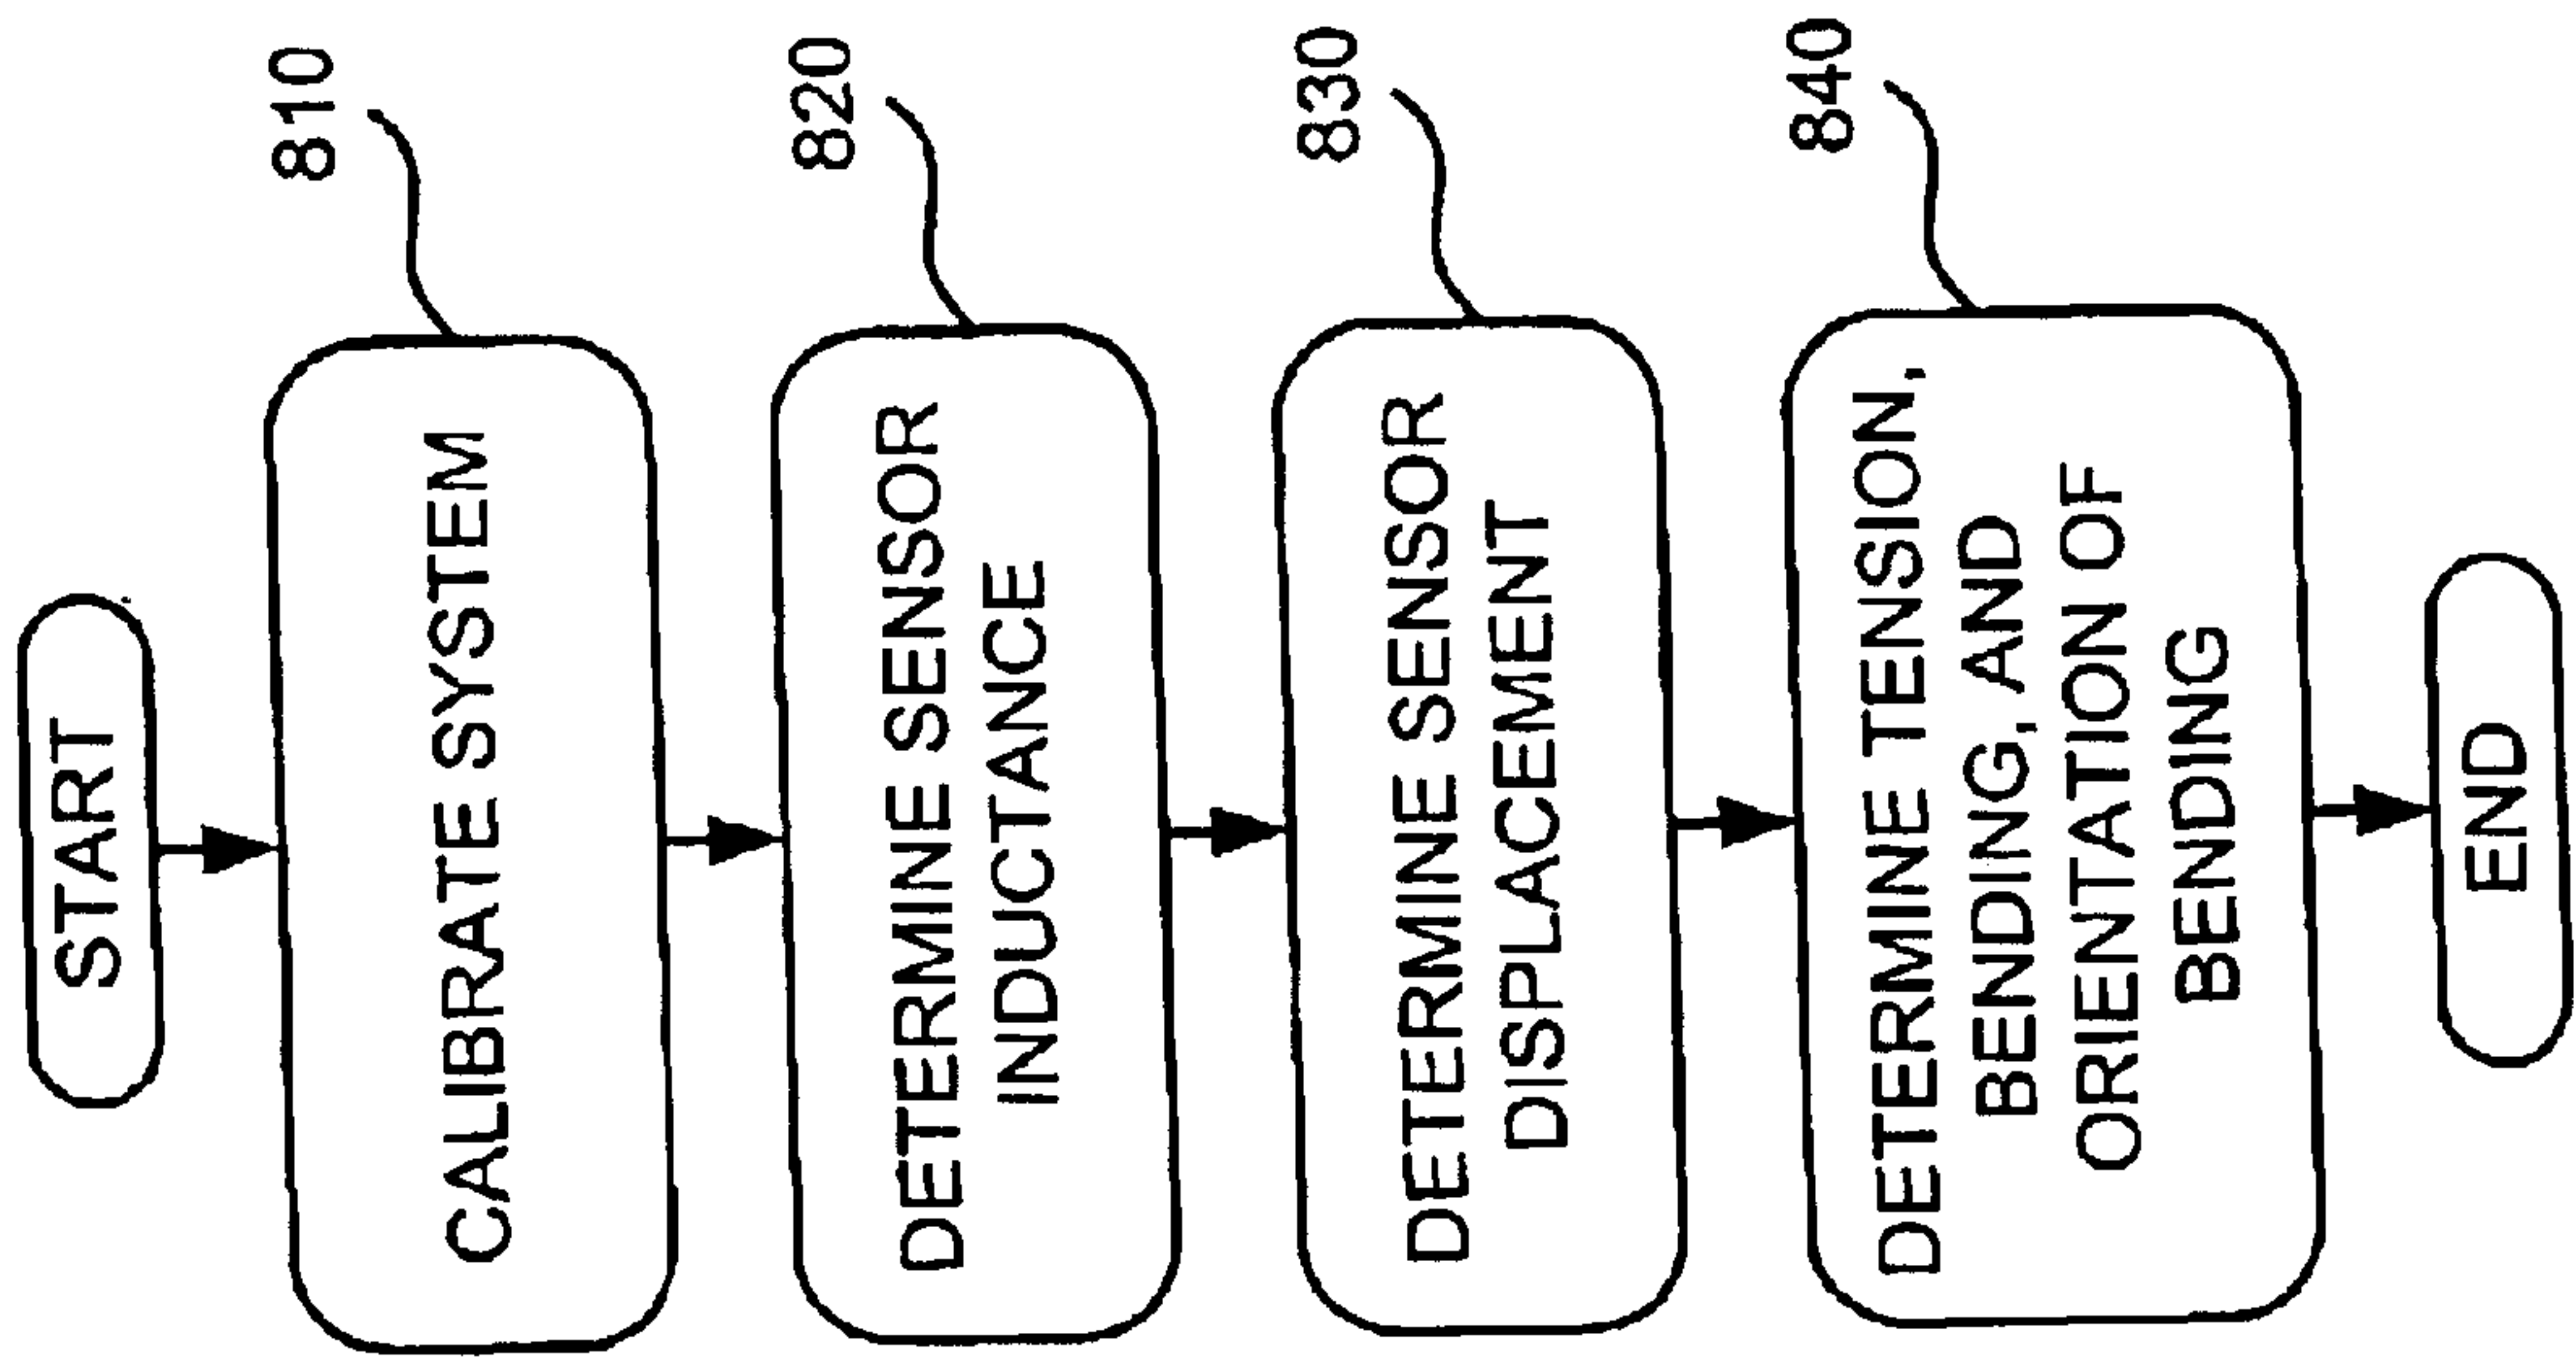 START
CALIBRATE SYSTEM
810
DETERMINE SENSOR
INDUCTANCE
820
DETERMINE SENSOR
DISPLACEMENT
830
DETERMINE TENSION,
BENDING, AND
ORIENTATION OF
BENDING
840
END